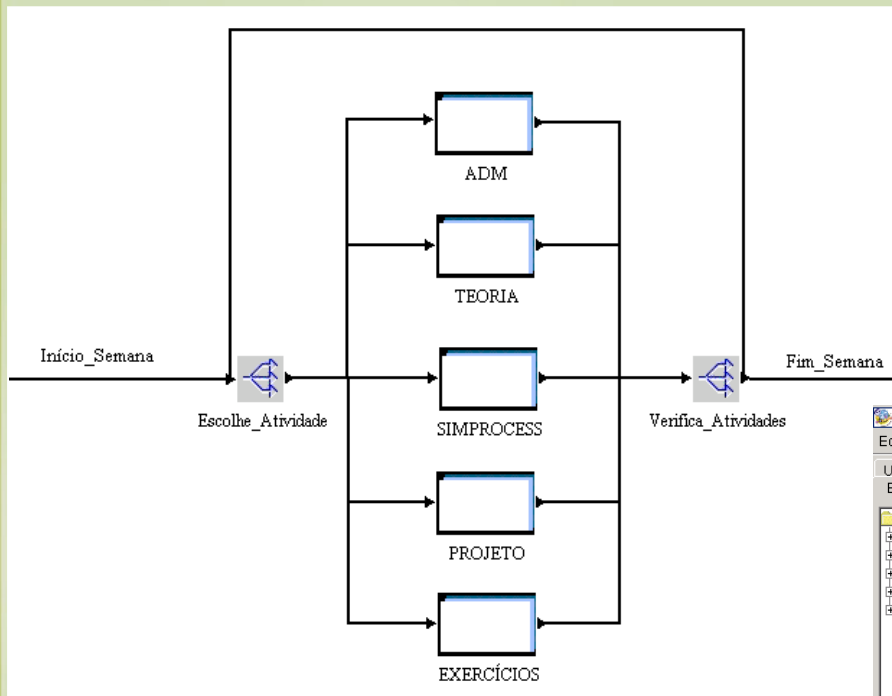 ADM
TEORIA
Início_Semana
Fim_Semana
Escolhe_Atividade
SIMPROCESS
Verifica_Atividades
PROJETO
EXERCÍCIOS